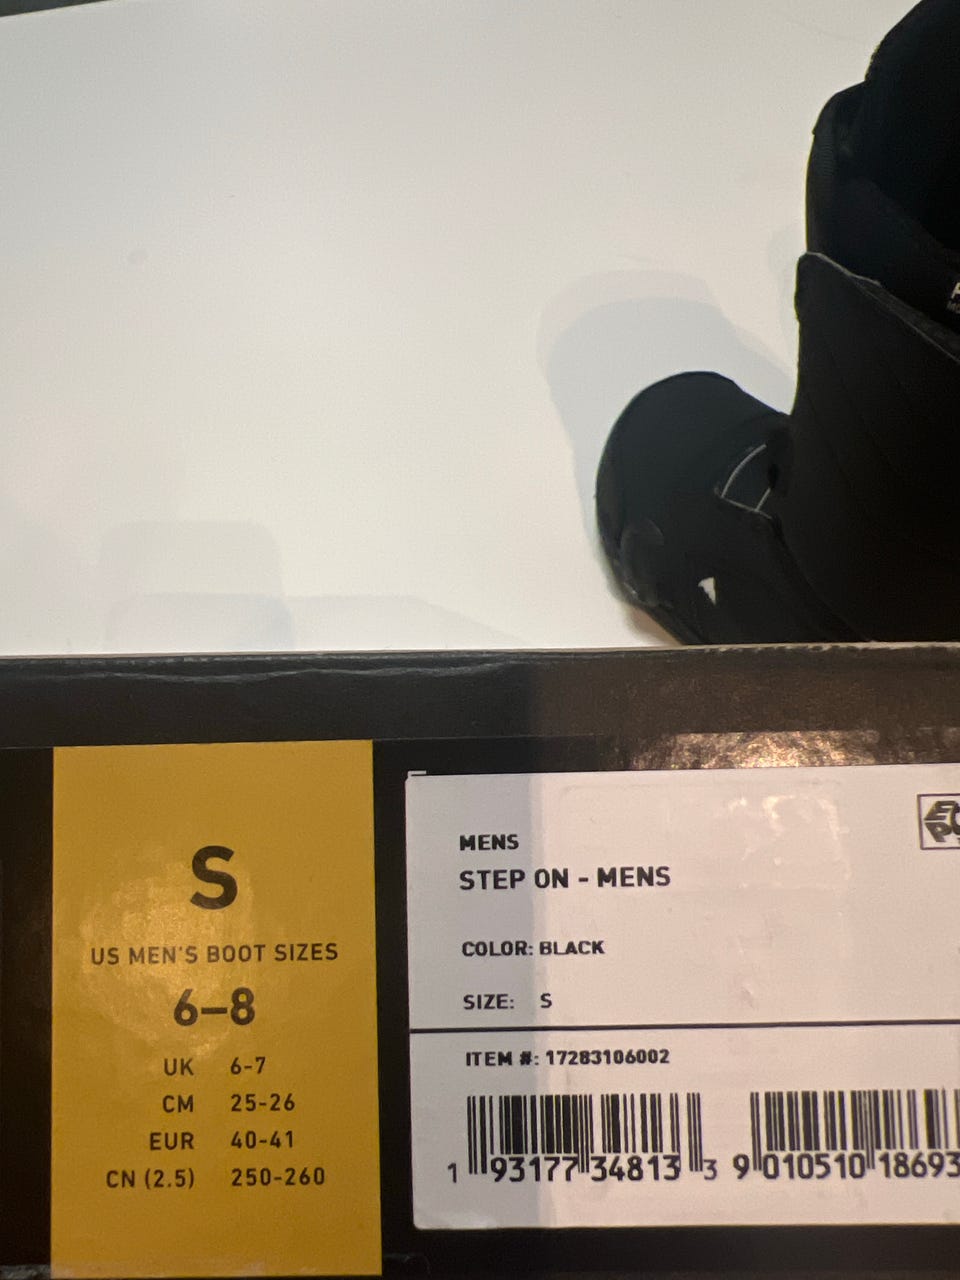 S
US MEN'S BOOT SIZES
6–8
UK 6-7
CM 25-26
EUR 40-41
CN (2.5) 250-260
MENS
STEP ON - MENS
COLOR: BLACK
SIZE: S
ITEM #: 17283106002
1 93177 34813 3 9 010510 18693